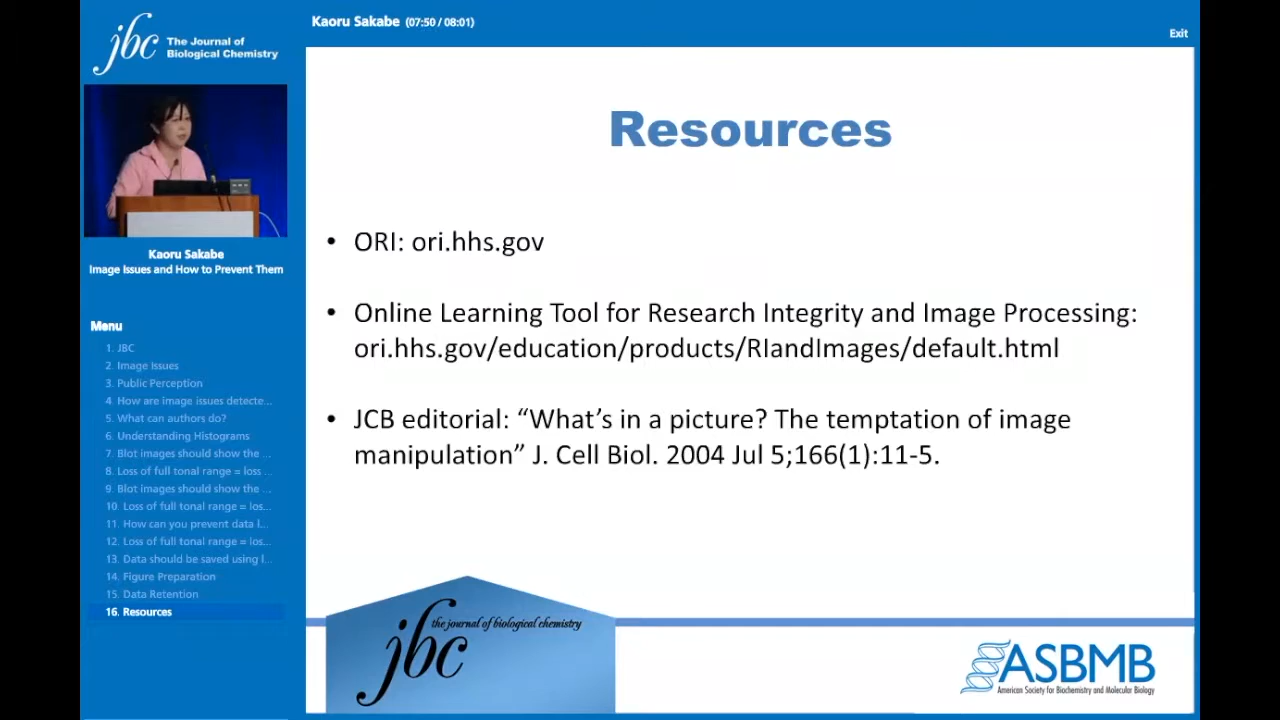 jbc The Journal of
Biological Chemistry
Kaoru Sakabe (07:50 / 08:01)
Exit
Kaoru Sakabe
Image Issues and How to Prevent Them
Menu
1. JBC
2. Image Issues
3. Public Perception
4 How are image issues detecte...
5. What can authors do?
6. Understanding Histograms
7. Blot images should show the ...
8. Loss of full tonal range = loss ...
9. Blot images should show the ...
10. Loss of full tonal range = los...
11. How can you prevent data l...
12. Loss of full tonal range = los...
13. Data should be saved using l...
14. Figure Preparation
15. Data Retention
16. Resources
Resources
• ORI: ori.hhs.gov
• Online Learning Tool for Research Integrity and Image Processing:
ori.hhs.gov/education/products/RIandImages/default.html
• JCB editorial: “What’s in a picture? The temptation of image
manipulation” J. Cell Biol. 2004 Jul 5;166(1):11-5.
the journal of biological chemistry
jbc
ASBMB
American Society for Biochemistry and Molecular Biology